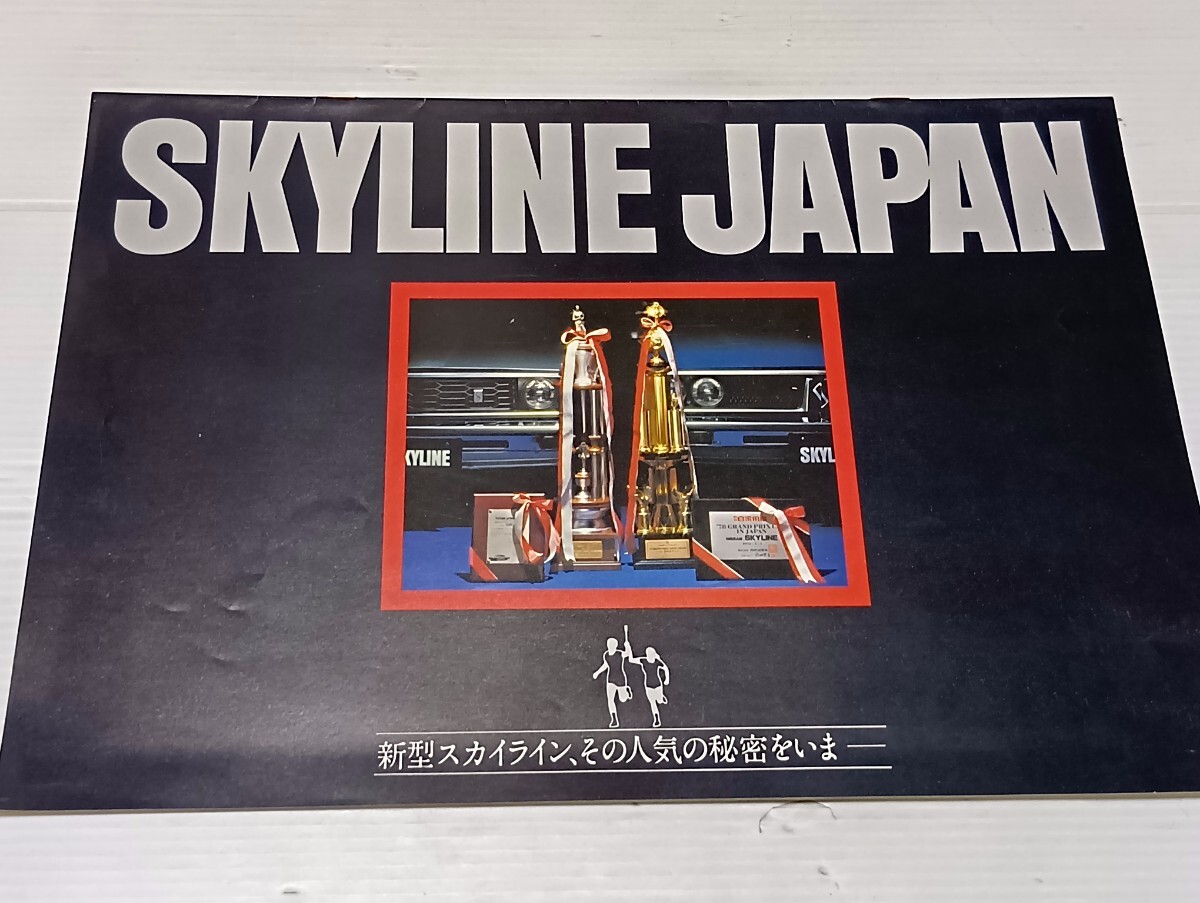 SKYLINE JAPAN
KYLINE
SKYL
'78 GRAND PRIX
IN JAPAN
SKYLINE
新型スカイライン、その人気の秘密をいま―